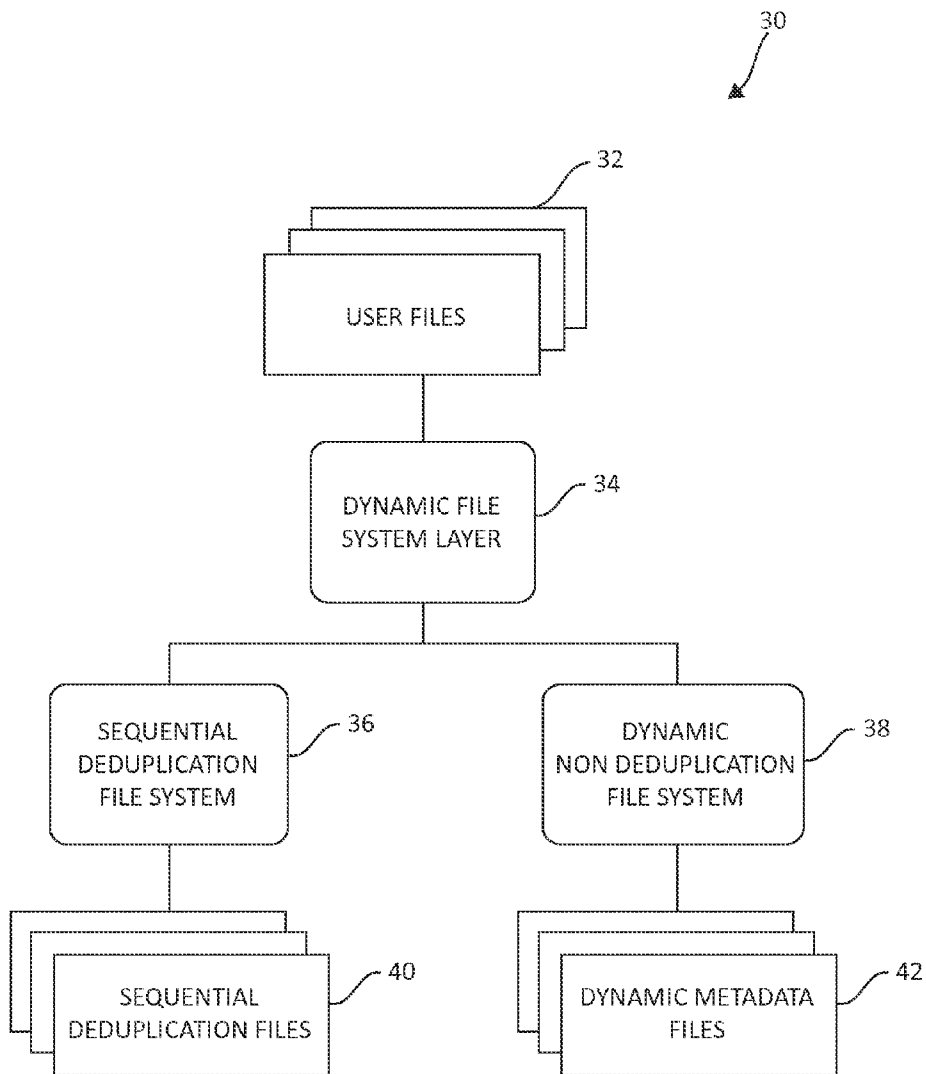 30
32
USER FILES
DYNAMIC FILE
SYSTEM LAYER
34
SEQUENTIAL
DEDUPLICATION
FILE SYSTEM
36
DYNAMIC
NON DEDUPLICATION
FILE SYSTEM
38
SEQUENTIAL
DEDUPLICATION FILES
40
DYNAMIC METADATA
FILES
42